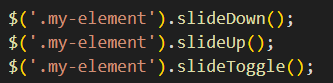 $('.my-element').slideDown();
$('.my-element').slideUp();
$('.my-element').slideToggle();